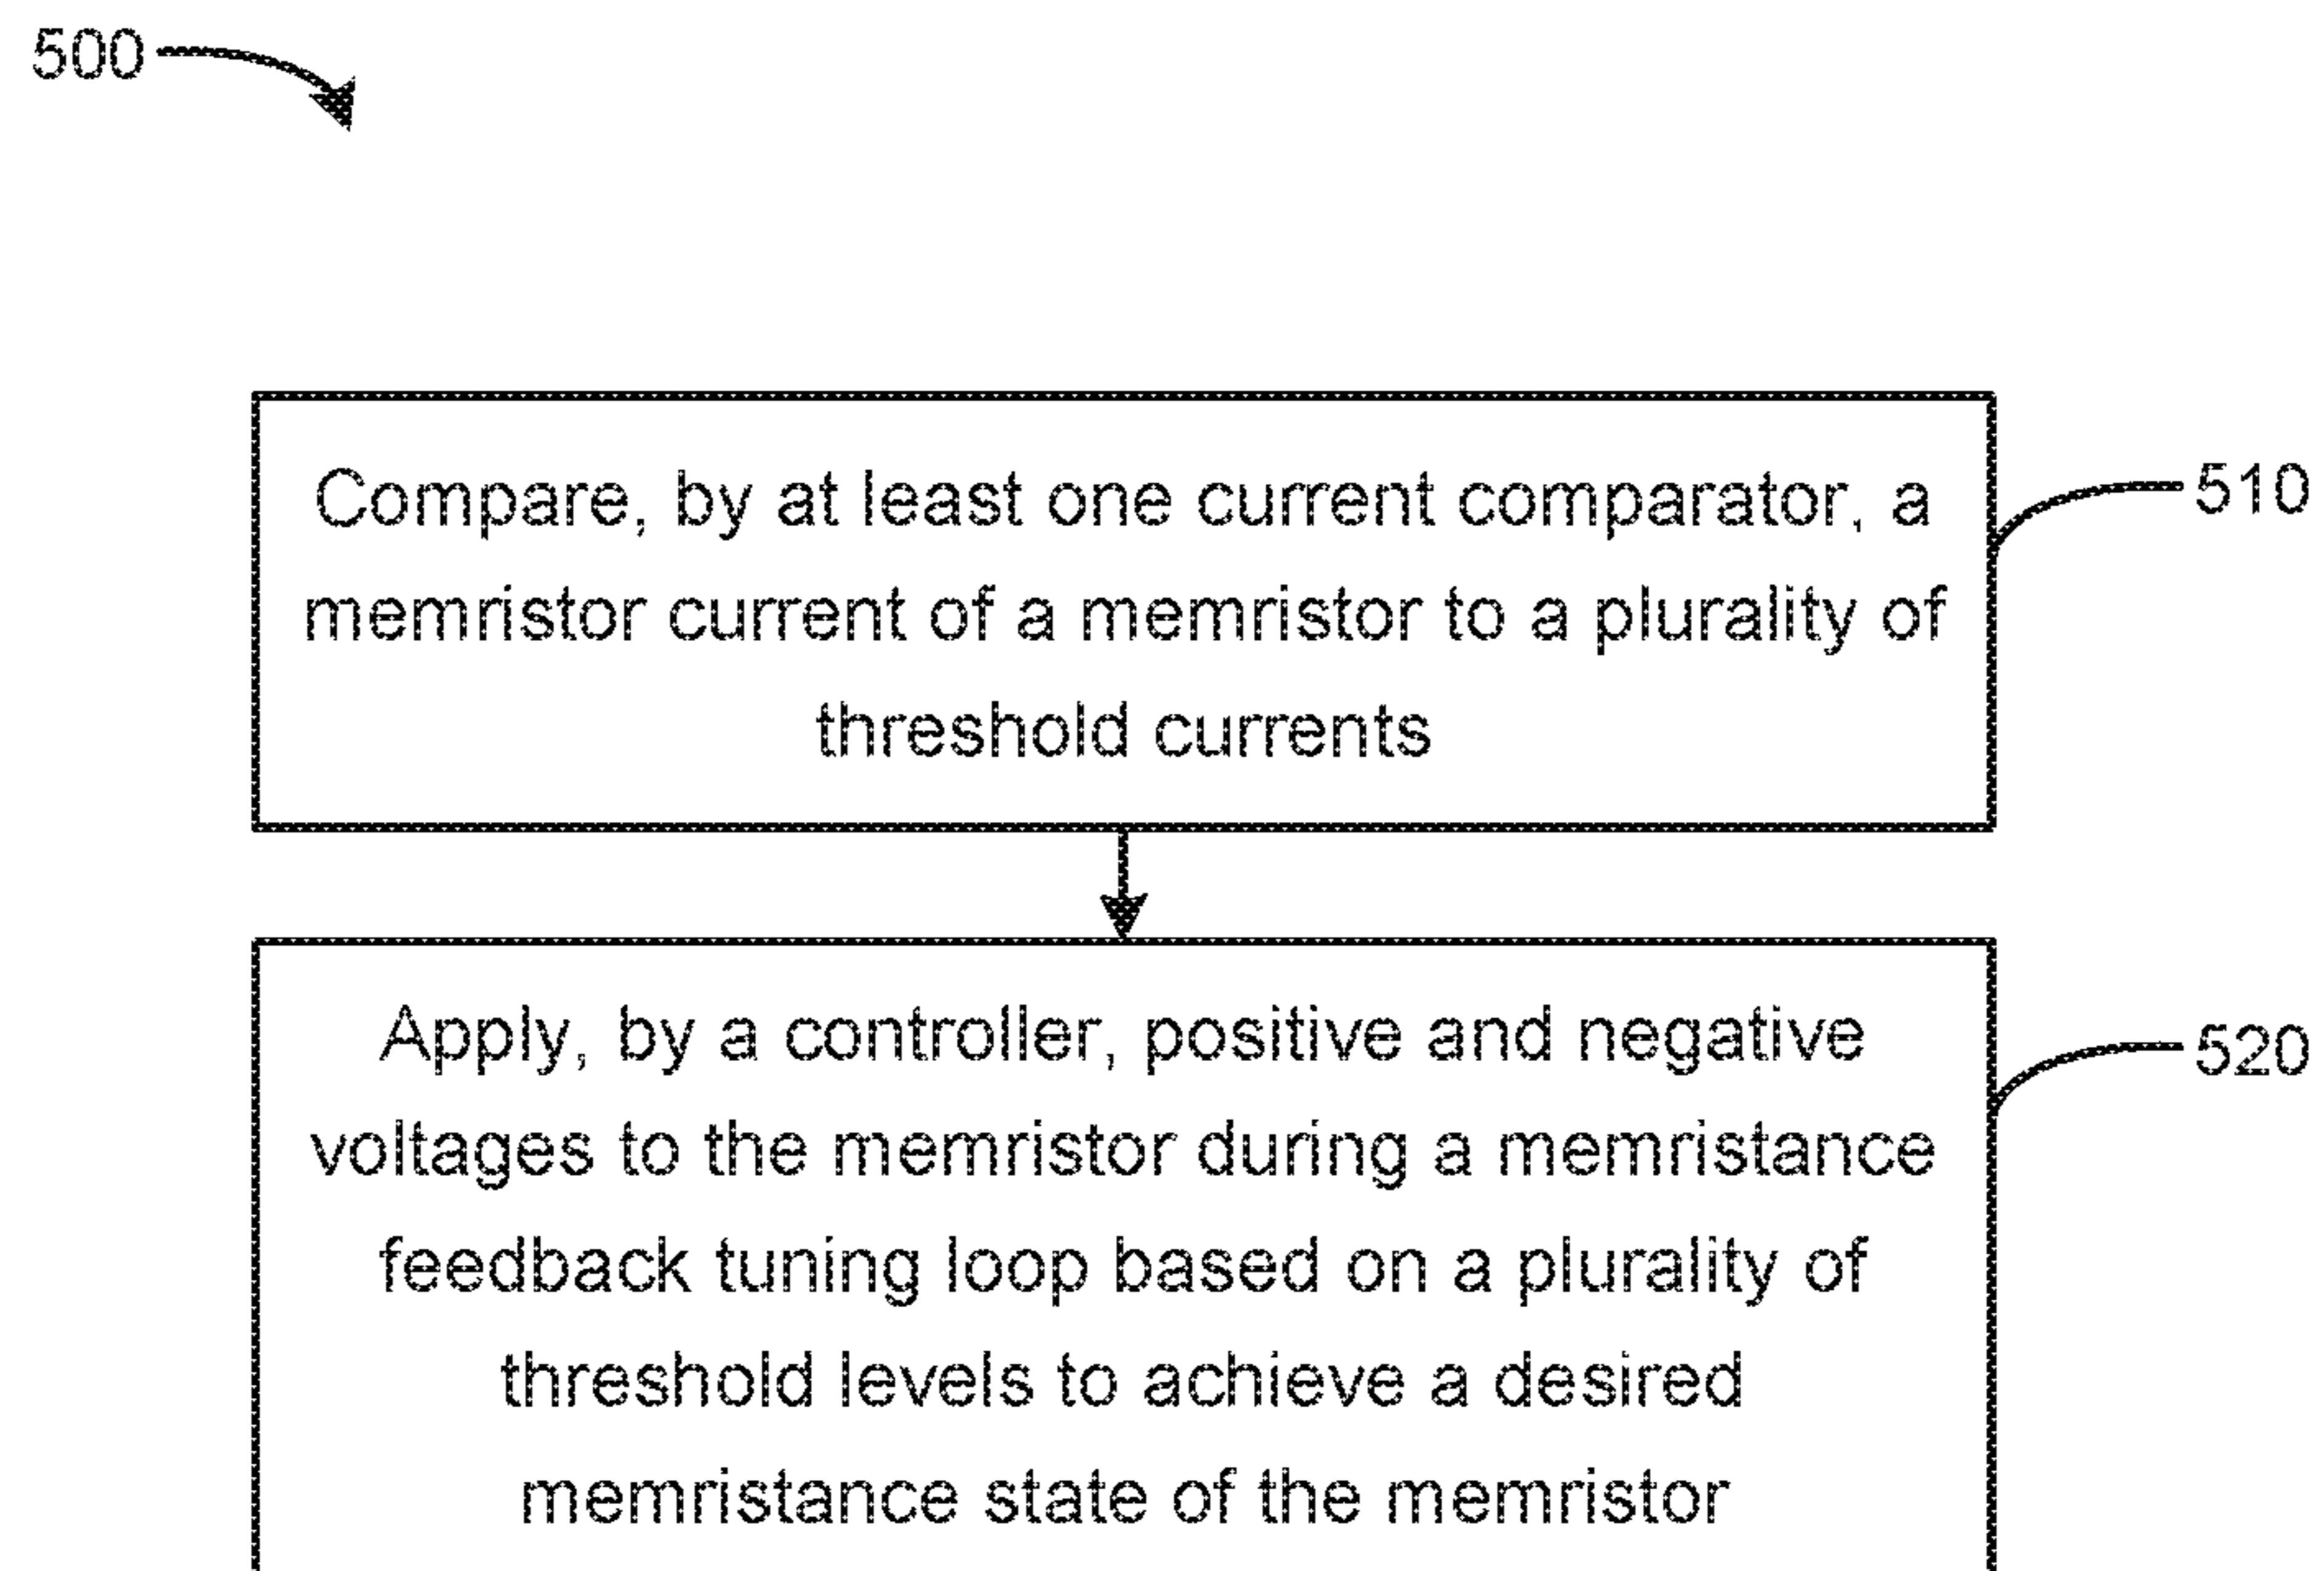 500
Compare, by at least one current comparator, a
memristor current of a memristor to a plurality of
threshold currents
510
Apply, by a controller, positive and negative
voltages to the memristor during a memristance
feedback tuning loop based on a plurality of
threshold levels to achieve a desired
memristance state of the memristor
520